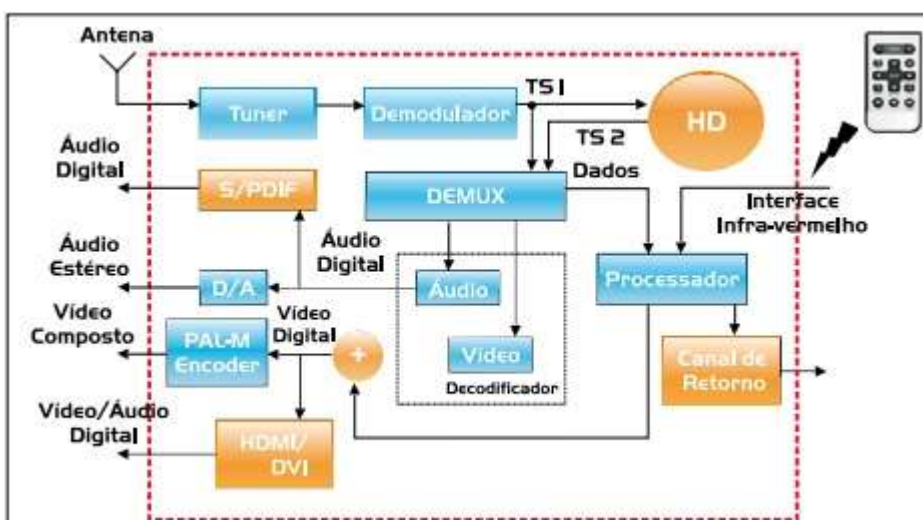 Antena
Tuner
Demodulador
TS 1
HD
TS 2
Áudio
Digital
S/PDIF
DEMUX
Dados
Interface
Infra-vermelho
Áudio
Estéreo
D/A
Áudio
Digital
Áudio
Processador
Vídeo
Composto
PAL-M
Encoder
Vídeo
Digital
+
Vídeo
Decodificador
Canal de
Retorno
Vídeo/Áudio
Digital
HDMI/
DVI